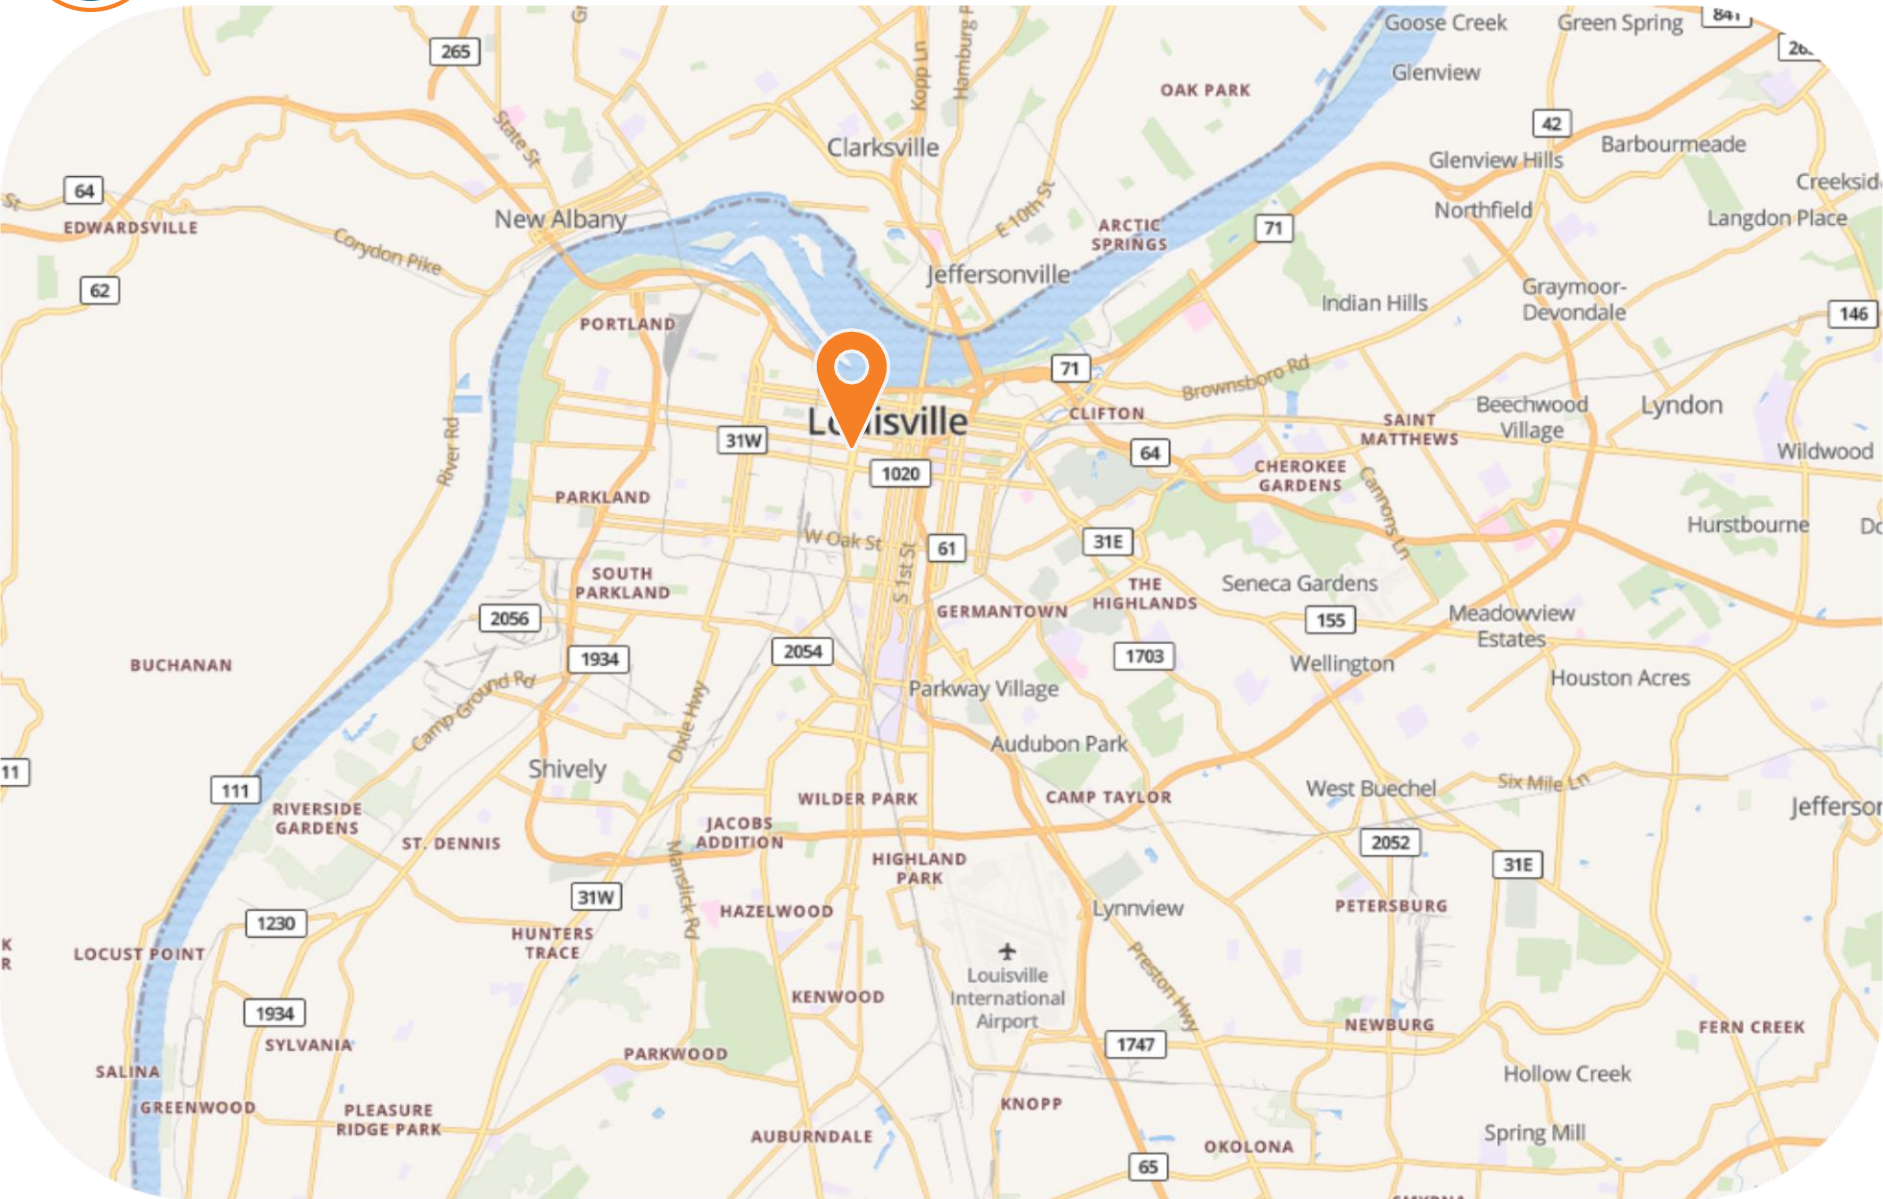 Goose Creek
Green Spring
841
265
Kopp Ln
Glenview
OAK PARK
42
State St
Clarksville
Barbourmeade
Glenview Hills
64
St
Northfield
Langdon Place
New Albany
E 10th St
EDWARDSVILLE
ARCTIC
SPRINGS
71
Corydon Pike
Jeffersonville
62
Indian Hills
Graymoor-
Devondale
146
PORTLAND
71
Brownsboro Rd
CLIFTON
Beechwood
Village
Lyndon
SAINT
MATTHEWS
31W
River Rd
64
Wildwood
1020
CHEROKEE
GARDENS
PARKLAND
Cannons Ln
Hurstbourne
W Oak St
61
31E
S 1st St
SOUTH
PARKLAND
THE
HIGHLANDS
Seneca Gardens
GERMANTOWN
2056
155
Meadowview
Estates
BUCHANAN
1934
2054
1703
Wellington
Houston Acres
Camp Ground Rd
Parkway Village
Dixie Hwy
Audubon Park
11
Shively
111
West Buechel
Six Mile Ln
WILDER PARK
CAMP TAYLOR
RIVERSIDE
GARDENS
JACOBS
ADDITION
ST. DENNIS
2052
HIGHLAND
PARK
31E
Manslick Rd
31W
HAZELWOOD
Lynnview
PETERSBURG
1230
HUNTERS
TRACE
K
R
LOCUST POINT
Preston Hwy
Louisville
International
Airport
KENWOOD
1934
NEWBURG
FERN CREEK
SYLVANIA
1747
PARKWOOD
SALINA
Hollow Creek
GREENWOOD
KNOPP
PLEASURE
RIDGE PARK
AUBURNDALE
Spring Mill
OKOLONA
65